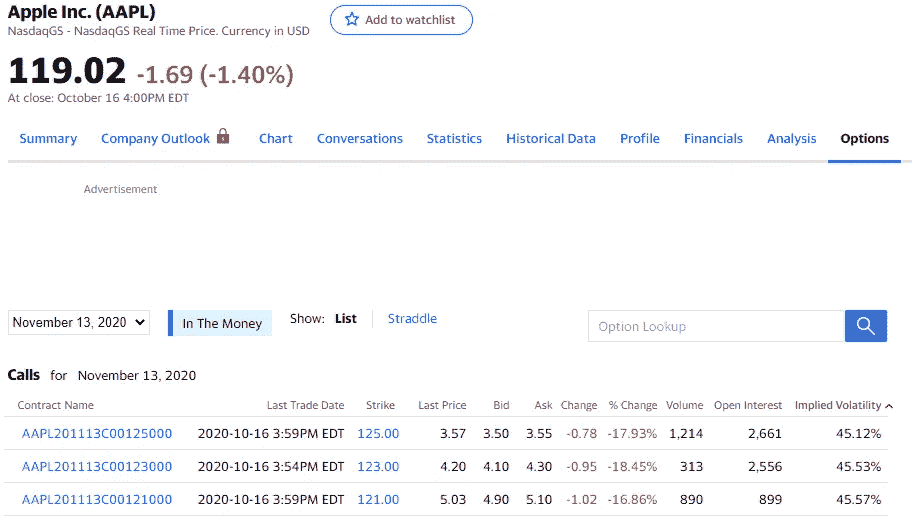 Apple Inc. (AAPL)
Add to watchlist
NasdaqGS - NasdaqGS Real Time Price. Currency in USD
119.02 -1.69 (-1.40%)
At close: October 16 4:00PM EDT
Summary Company Outlook Chart Conversations Statistics Historical Data Profile Financials Analysis Options
Advertisement
November 13, 2020 In The Money Show: List Straddle Option Lookup
Calls for November 13, 2020
Contract Name Last Trade Date Strike Last Price Bid Ask Change % Change Volume Open Interest Implied Volatility
AAPL201113C00125000 2020-10-16 3:59PM EDT 125.00 3.57 3.50 3.55 -0.78 -17.93% 1,214 2,661 45.12%
AAPL201113C00123000 2020-10-16 3:54PM EDT 123.00 4.20 4.10 4.30 -0.95 -18.45% 313 2,556 45.53%
AAPL201113C00121000 2020-10-16 3:59PM EDT 121.00 5.03 4.90 5.10 -1.02 -16.86% 890 899 45.57%